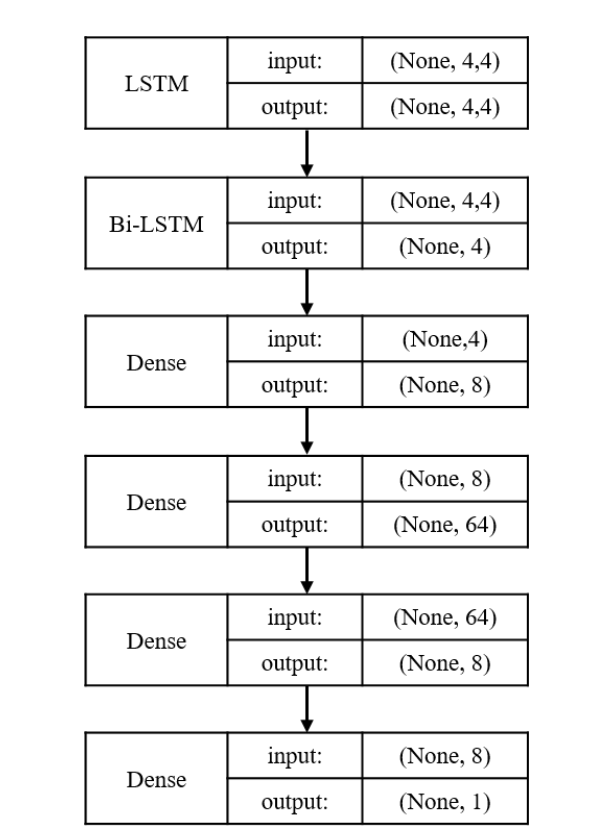 LSTM
input: (None, 4,4)
output: (None, 4,4)
Bi-LSTM
input: (None, 4,4)
output: (None, 4)
Dense
input: (None,4)
output: (None, 8)
Dense
input: (None, 8)
output: (None, 64)
Dense
input: (None, 64)
output: (None, 8)
Dense
input: (None, 8)
output: (None, 1)